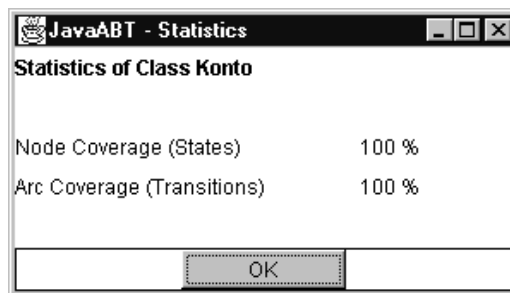 JavaABT - Statistics
Statistics of Class Konto
Node Coverage (States) 100 %
Arc Coverage (Transitions) 100 %
OK